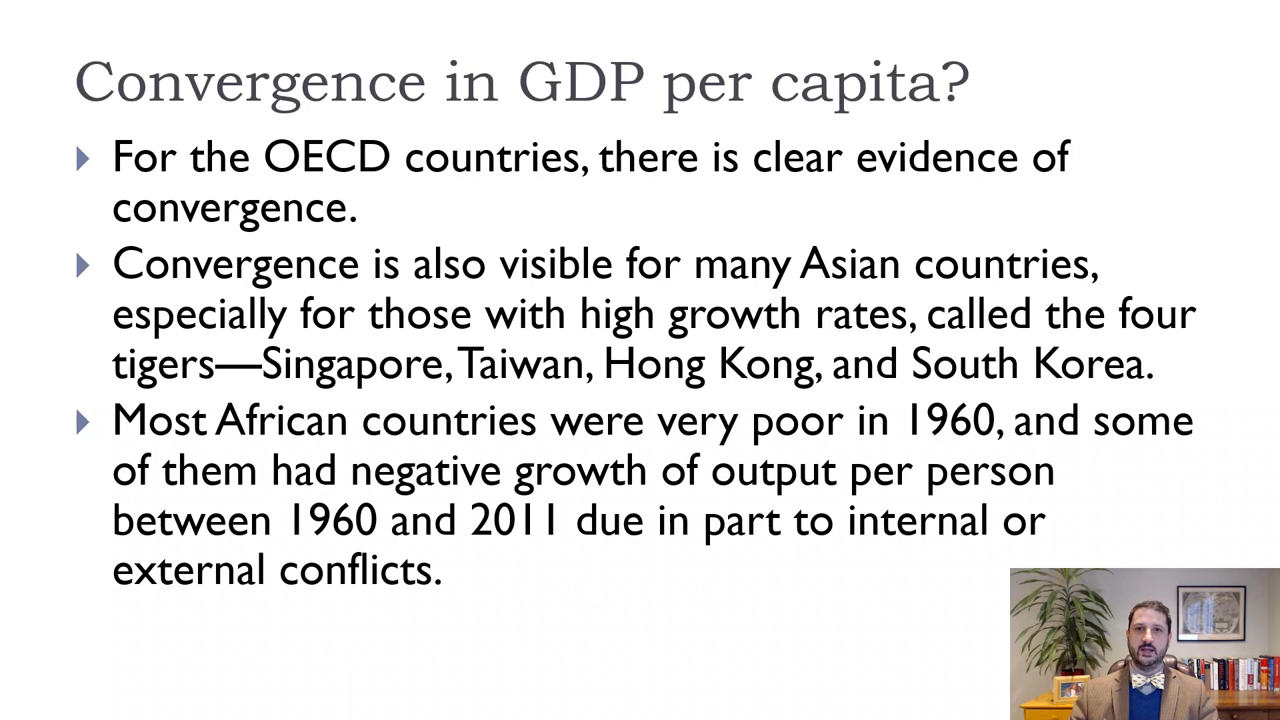 Convergence in GDP per capita?
For the OECD countries, there is clear evidence of
convergence.
Convergence is also visible for many Asian countries,
especially for those with high growth rates, called the four
tigers—Singapore, Taiwan, Hong Kong, and South Korea.
Most African countries were very poor in 1960, and some
of them had negative growth of output per person
between 1960 and 2011 due in part to internal or
external conflicts.